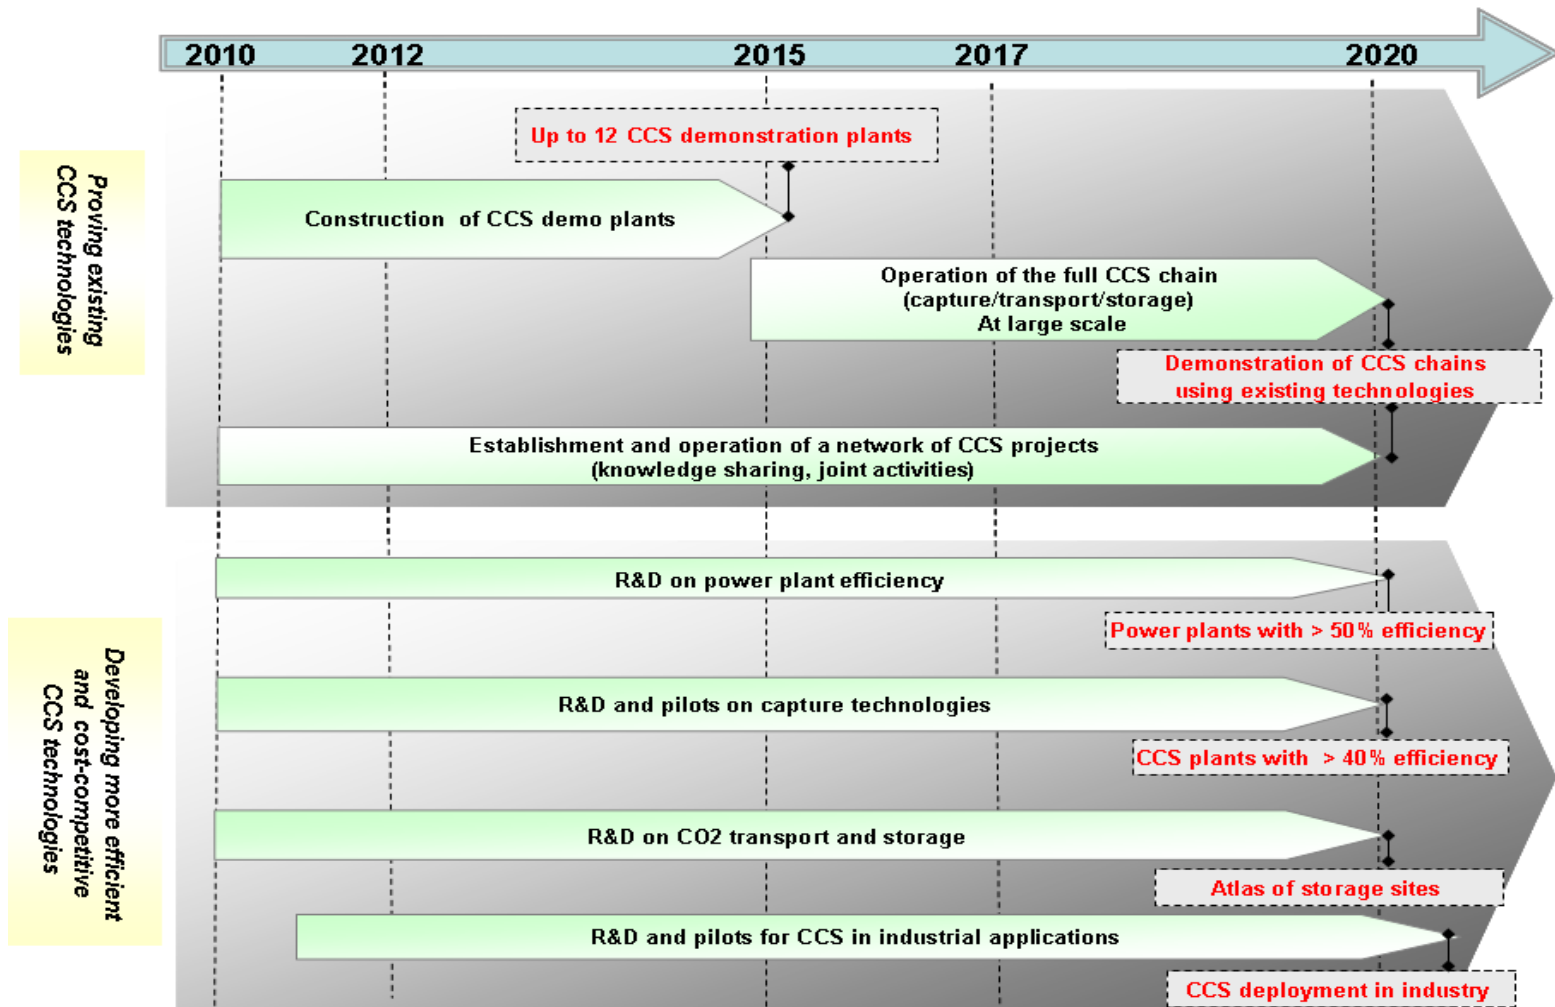 2010 2012 2015 2017 2020
Proving existing
CCS technologies
Up to 12 CCS demonstration plants
Construction of CCS demo plants
Operation of the full CCS chain
(capture/transport/storage)
At large scale
Demonstration of CCS chains
using existing technologies
Establishment and operation of a network of CCS projects
(knowledge sharing, joint activities)
Developing more efficient
and cost-competitive
CCS technologies
R&D on power plant efficiency
Power plants with > 50% efficiency
R&D and pilots on capture technologies
CCS plants with > 40% efficiency
R&D on CO2 transport and storage
Atlas of storage sites
R&D and pilots for CCS in industrial applications
CCS deployment in industry